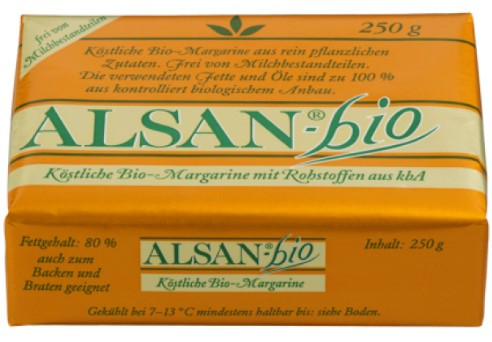 frei von
Milchbestandteilen
250 g
Köstliche Bio-Margarine aus rein pflanzlichen
Zutaten. Frei von Milchbestandteilen.
Die verwendeten Fette und Öle sind zu 100 %
aus kontrolliert biologischem Anbau.
ALSAN®-bio
Köstliche Bio-Margarine mit Rohstoffen aus kbA
Fettgehalt: 80 %
auch zum
Backen und
Braten geeignet
ALSAN®-bio
Köstliche Bio-Margarine
Inhalt: 250 g
Gekühlt bei 7–13 °C mindestens haltbar bis: siehe Boden.